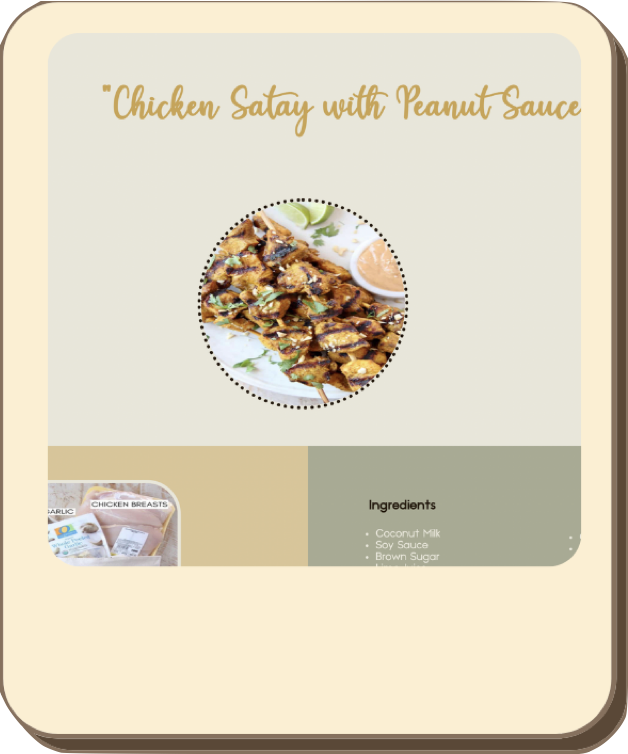 "Chicken Satay with Peanut Sauce
GARLIC
CHICKEN BREASTS
Ingredients
• Coconut Milk
• Soy Sauce
• Brown Sugar